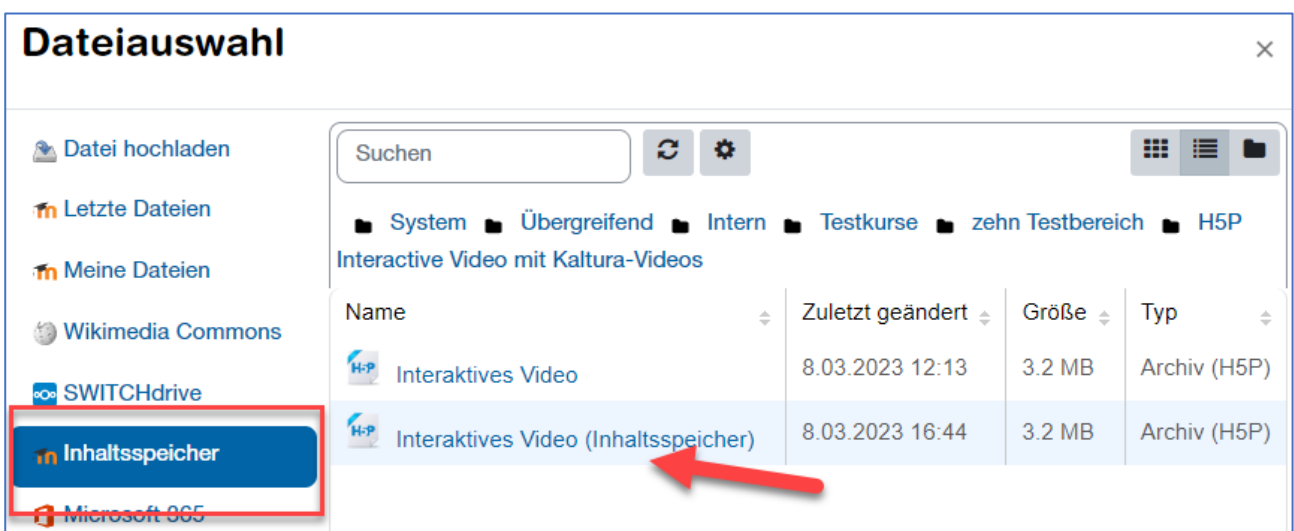 Dateiauswahl
×
Datei hochladen
Letzte Dateien
Meine Dateien
Wikimedia Commons
SWITCHdrive
Inhaltsspeicher
Microsoft 365
Suchen
System Übergreifend Intern Testkurse zehn Testbereich H5P
Interactive Video mit Kaltura-Videos
Name Zuletzt geändert Größe Typ
H-P Interaktives Video 8.03.2023 12:13 3.2 MB Archiv (H5P)
H-P Interaktives Video (Inhaltsspeicher) 8.03.2023 16:44 3.2 MB Archiv (H5P)